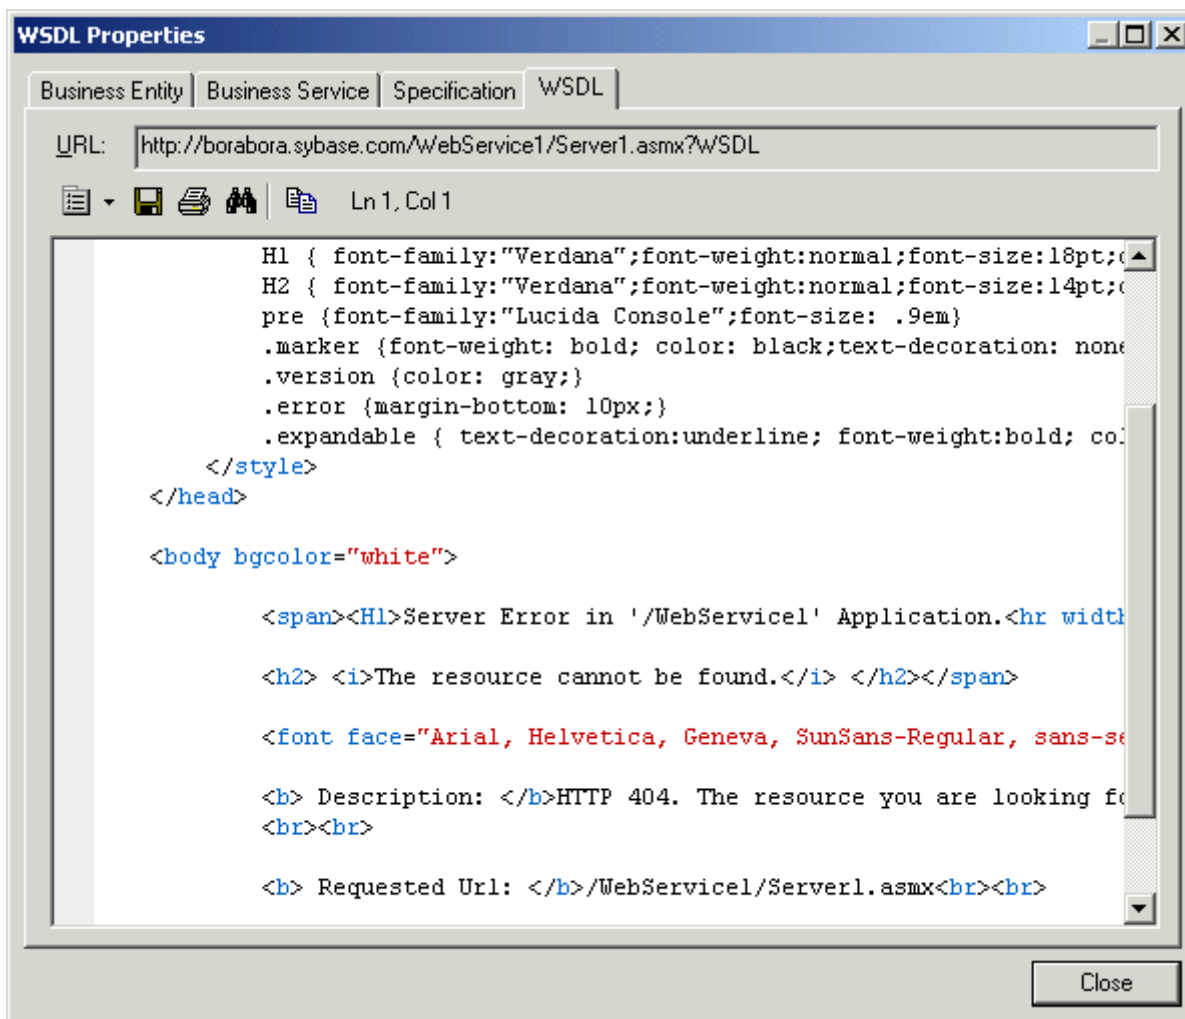 WSDL Properties
Business Entity Business Service Specification WSDL
URL: http://borabora.sybase.com/WebService1/Server1.asmx?WSDL
Ln 1, Col 1
H1 { font-family:"Verdana";font-weight:normal;font-size:18pt;
H2 { font-family:"Verdana";font-weight:normal;font-size:14pt;
pre {font-family:"Lucida Console";font-size: .9em}
.marker {font-weight: bold; color: black;text-decoration: none
.version {color: gray;}
.error {margin-bottom: 10px;}
.expandable { text-decoration:underline; font-weight:bold; col
</style>
</head>
<body bgcolor="white">
<span><H1>Server Error in '/WebService1' Application.<hr width
<h2> <i>The resource cannot be found.</i> </h2></span>
<font face="Arial, Helvetica, Geneva, SunSans-Regular, sans-se
<b> Description: </b>HTTP 404. The resource you are looking fo
<br><br>
<b> Requested Url: </b>/WebService1/Server1.asmx<br><br>
Close